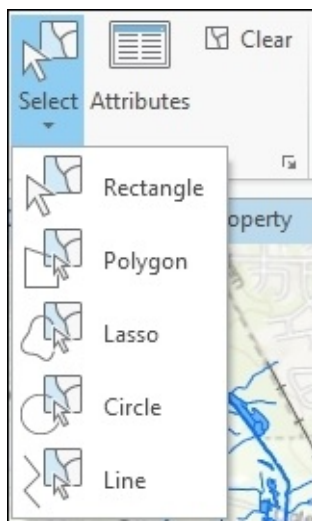 Clear
Select Attributes
Rectangle
operty
Polygon
Lasso
Circle
Line